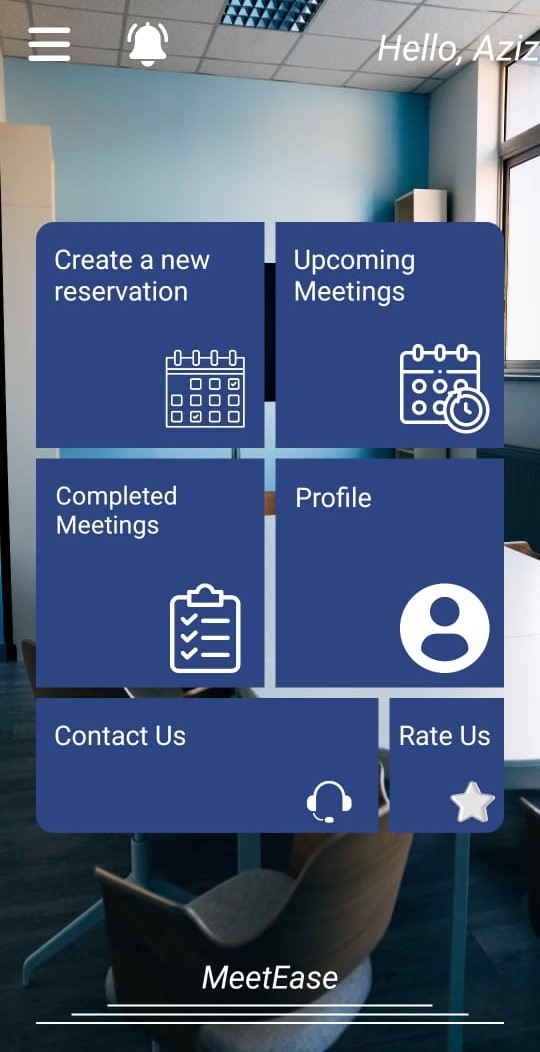 Hello, Aziz
Create a new
reservation
Upcoming
Meetings
Completed
Meetings
Profile
Contact Us
Rate Us
MeetEase